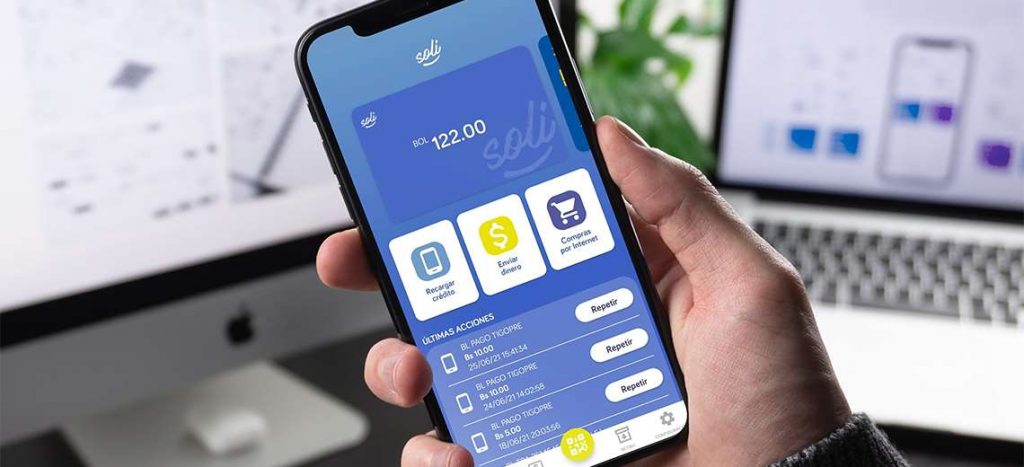 soli
soli
BOL 122.00
soli
Recargar
crédito
Enviar
dinero
Compras
por Internet
ÚLTIMAS ACCIONES
BL PAGO TIGOPRE
Bs 10.00
25/06/21 15:41:34
Repetir
BL PAGO TIGOPRE
Bs 10.00
24/06/21 14:02:58
Repetir
BL PAGO TIGOPRE
Bs 5.00
18/06/21 20:03:56
Repetir